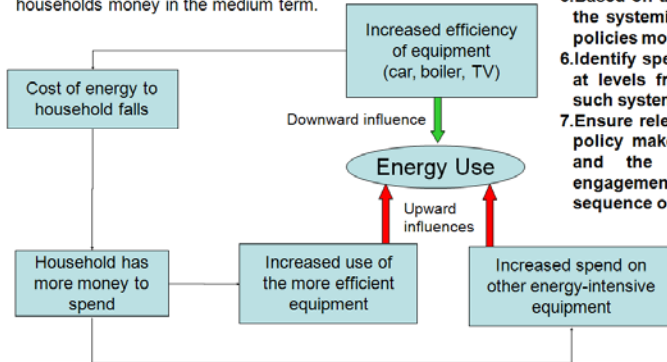 households money in the medium term.
Increased efficiency
of equipment
(car, boiler, TV)
Cost of energy to
household falls
Downward influence
Energy Use
Upward
influences
Household has
more money to
spend
Increased use of
the more efficient
equipment
Increased spend on
other energy-intensive
equipment
the systemi
policies mo
6.Identify spe
at levels fr
such system
7.Ensure rele
policy make
and the
engagemen
sequence o